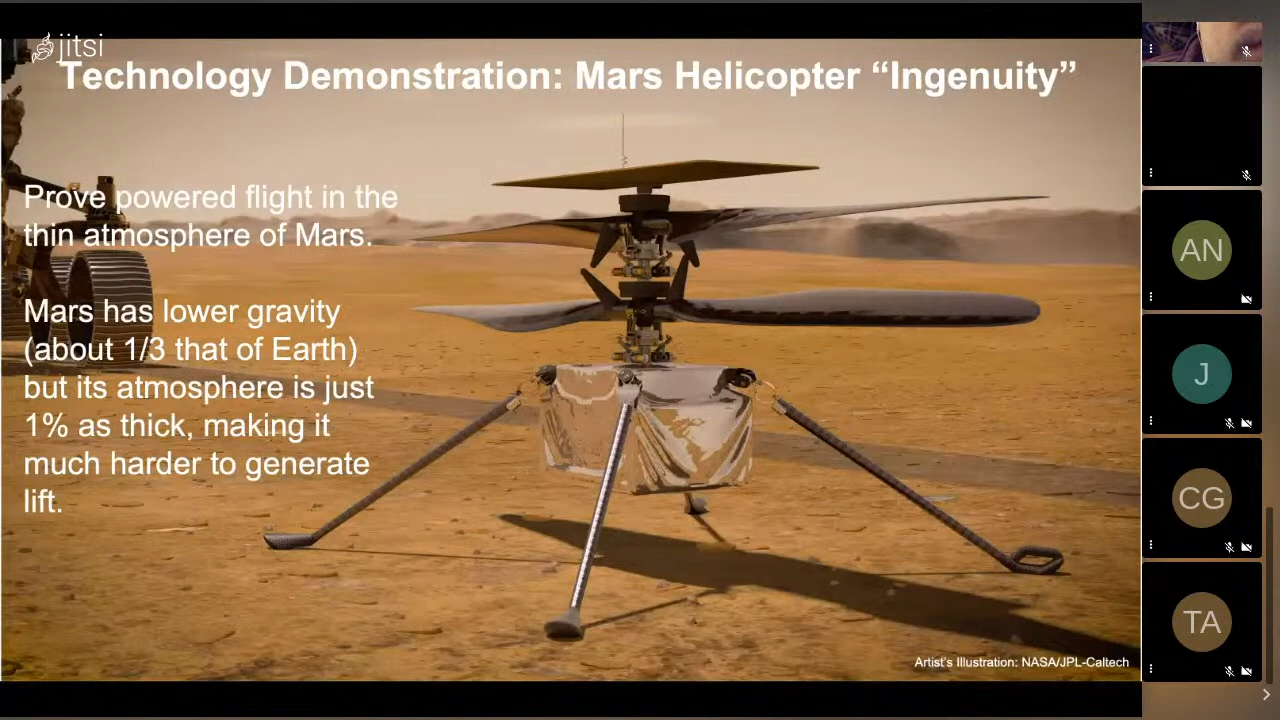 jitsi
Technology Demonstration: Mars Helicopter “Ingenuity”
Prove powered flight in the
thin atmosphere of Mars.
Mars has lower gravity
(about 1/3 that of Earth)
but its atmosphere is just
1% as thick, making it
much harder to generate
lift.
Artist’s Illustration: NASA/JPL-Caltech
AN
J
CG
TA